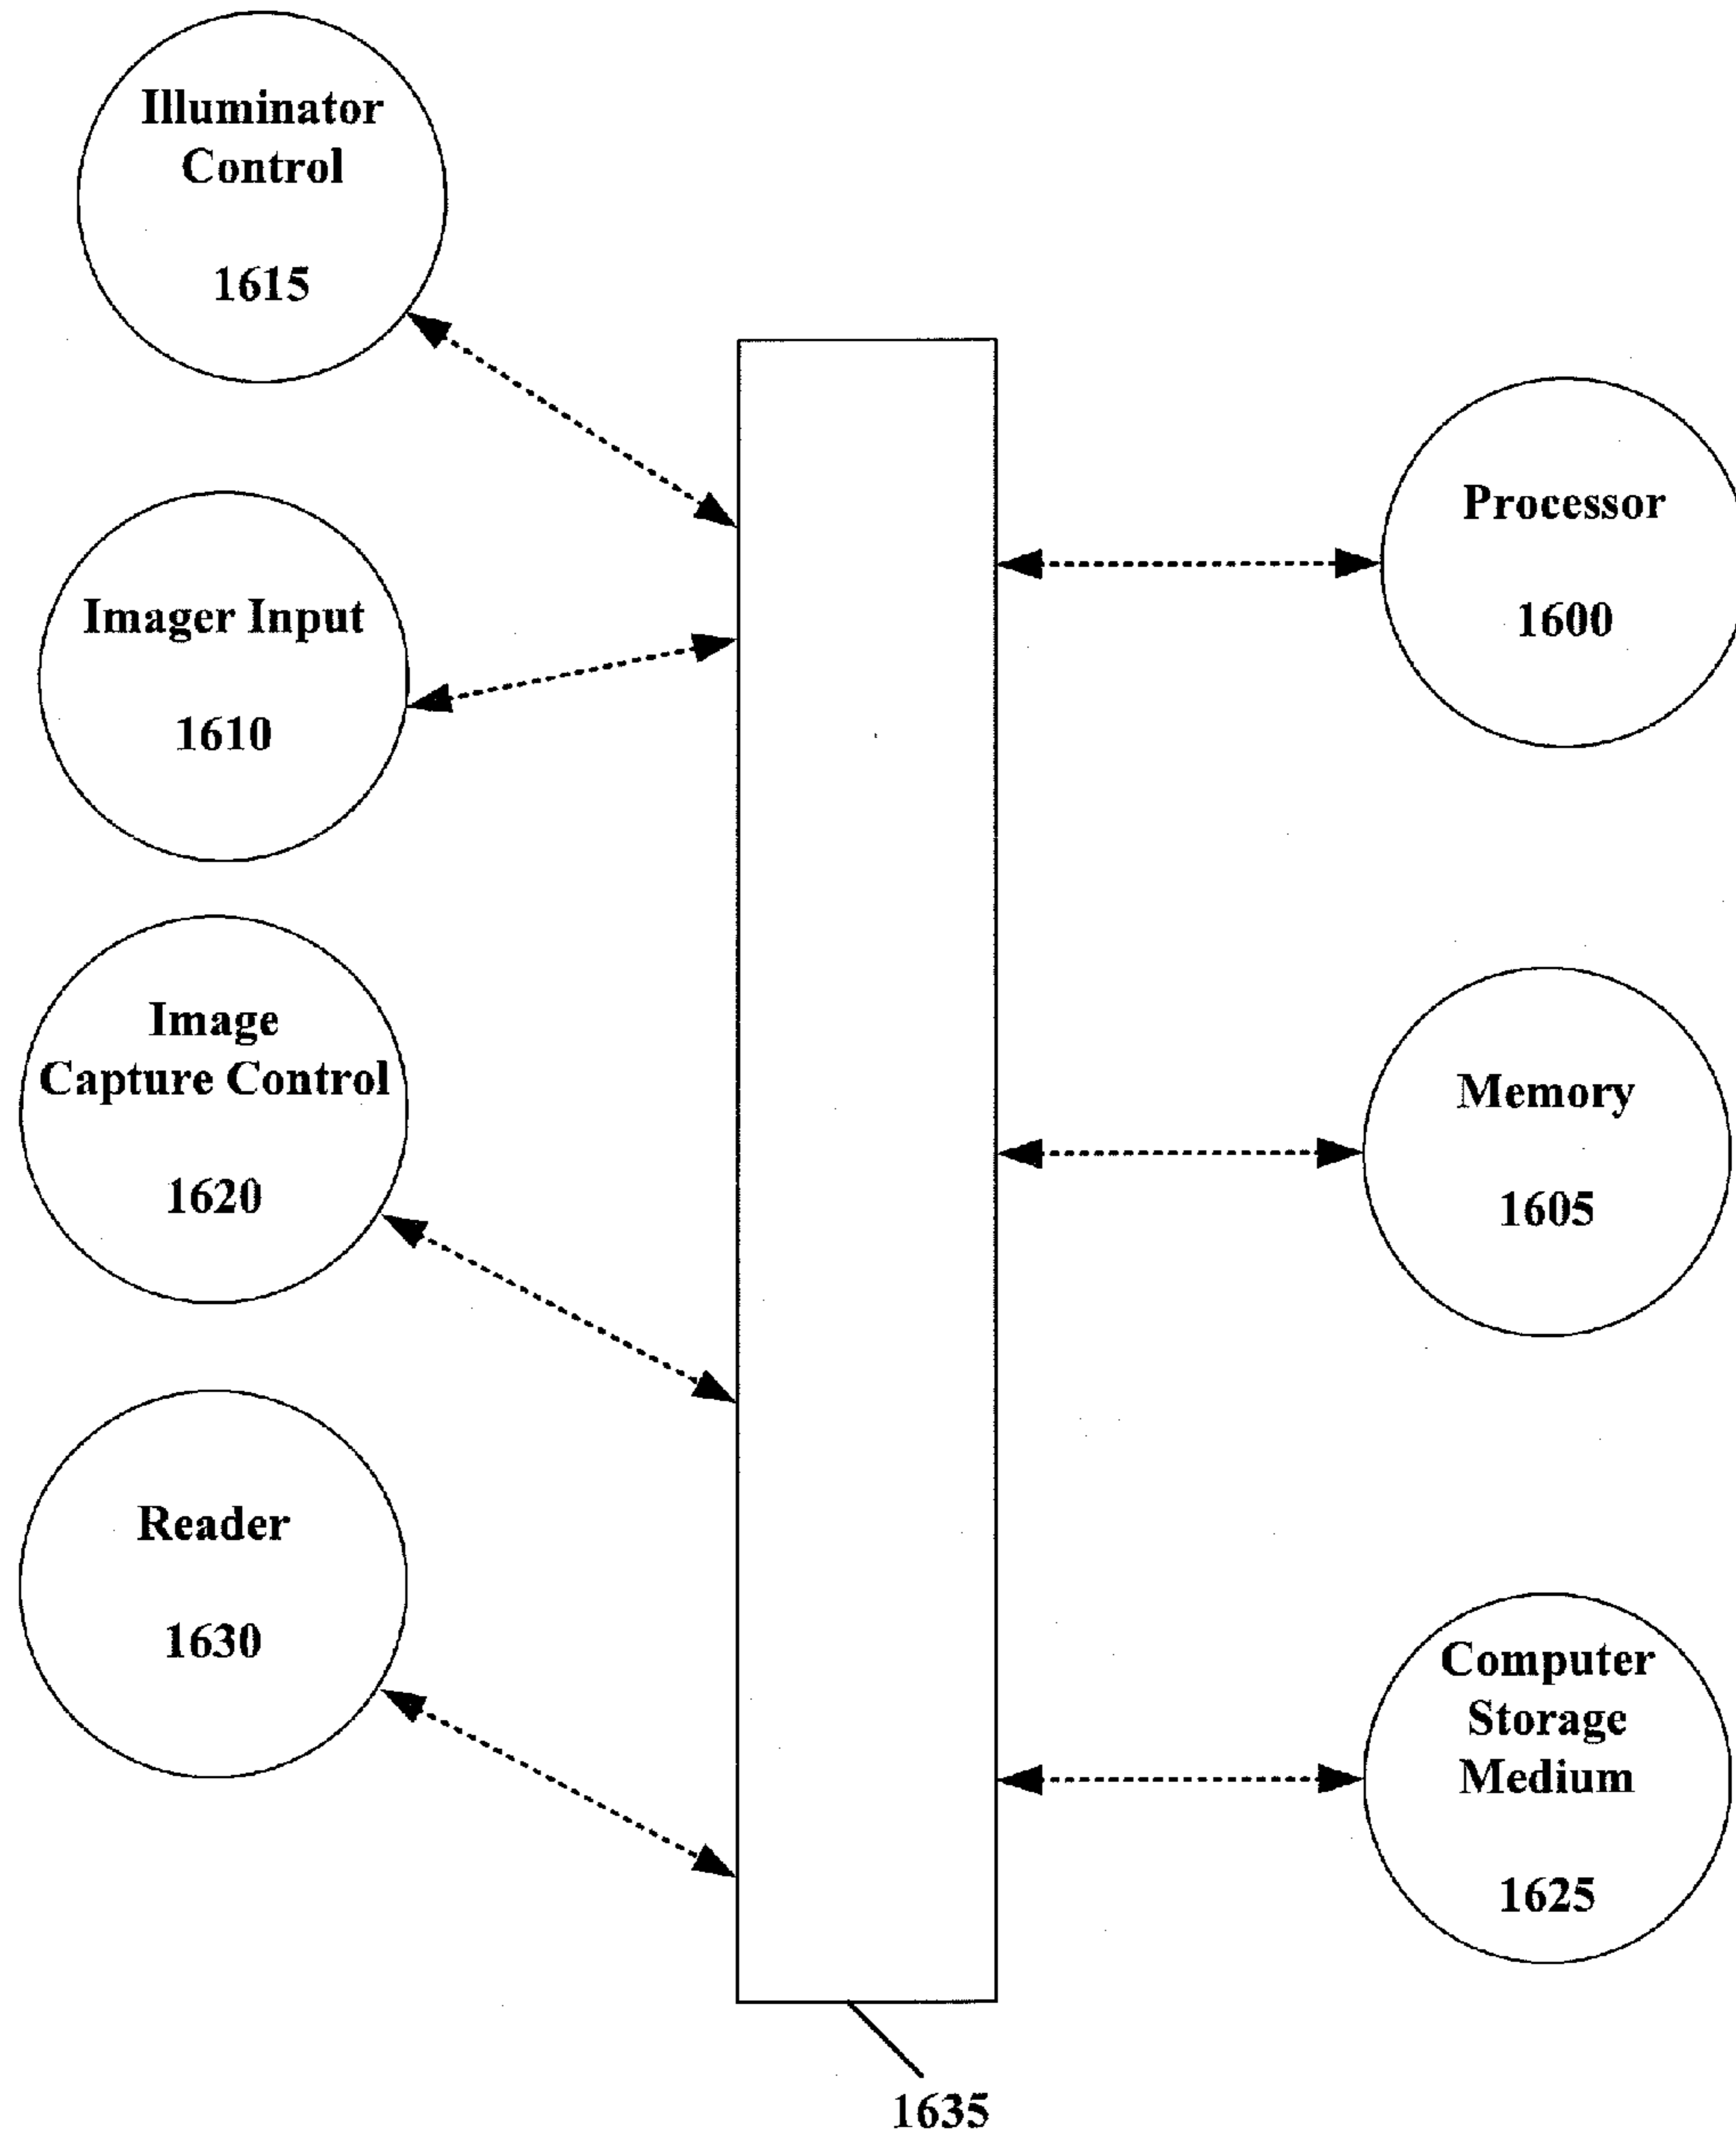 Illuminator
Control
1615
Imager Input
1610
Image
Capture Control
1620
Reader
1630
Processor
1600
Memory
1605
Computer
Storage
Medium
1625
1635